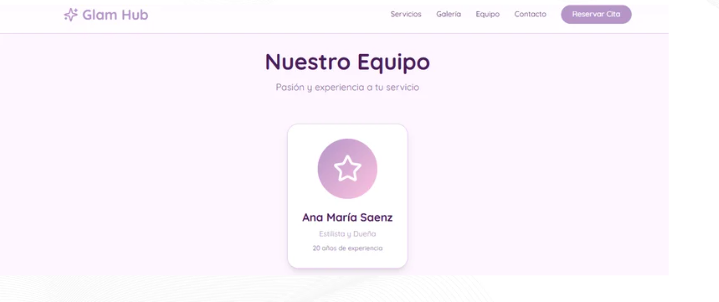 Glam Hub
Servicios Galería Equipo Contacto Reservar Cita
Nuestro Equipo
Pasión y experiencia a tu servicio
Ana María Saenz
Estilista y Dueña
20 años de experiencia